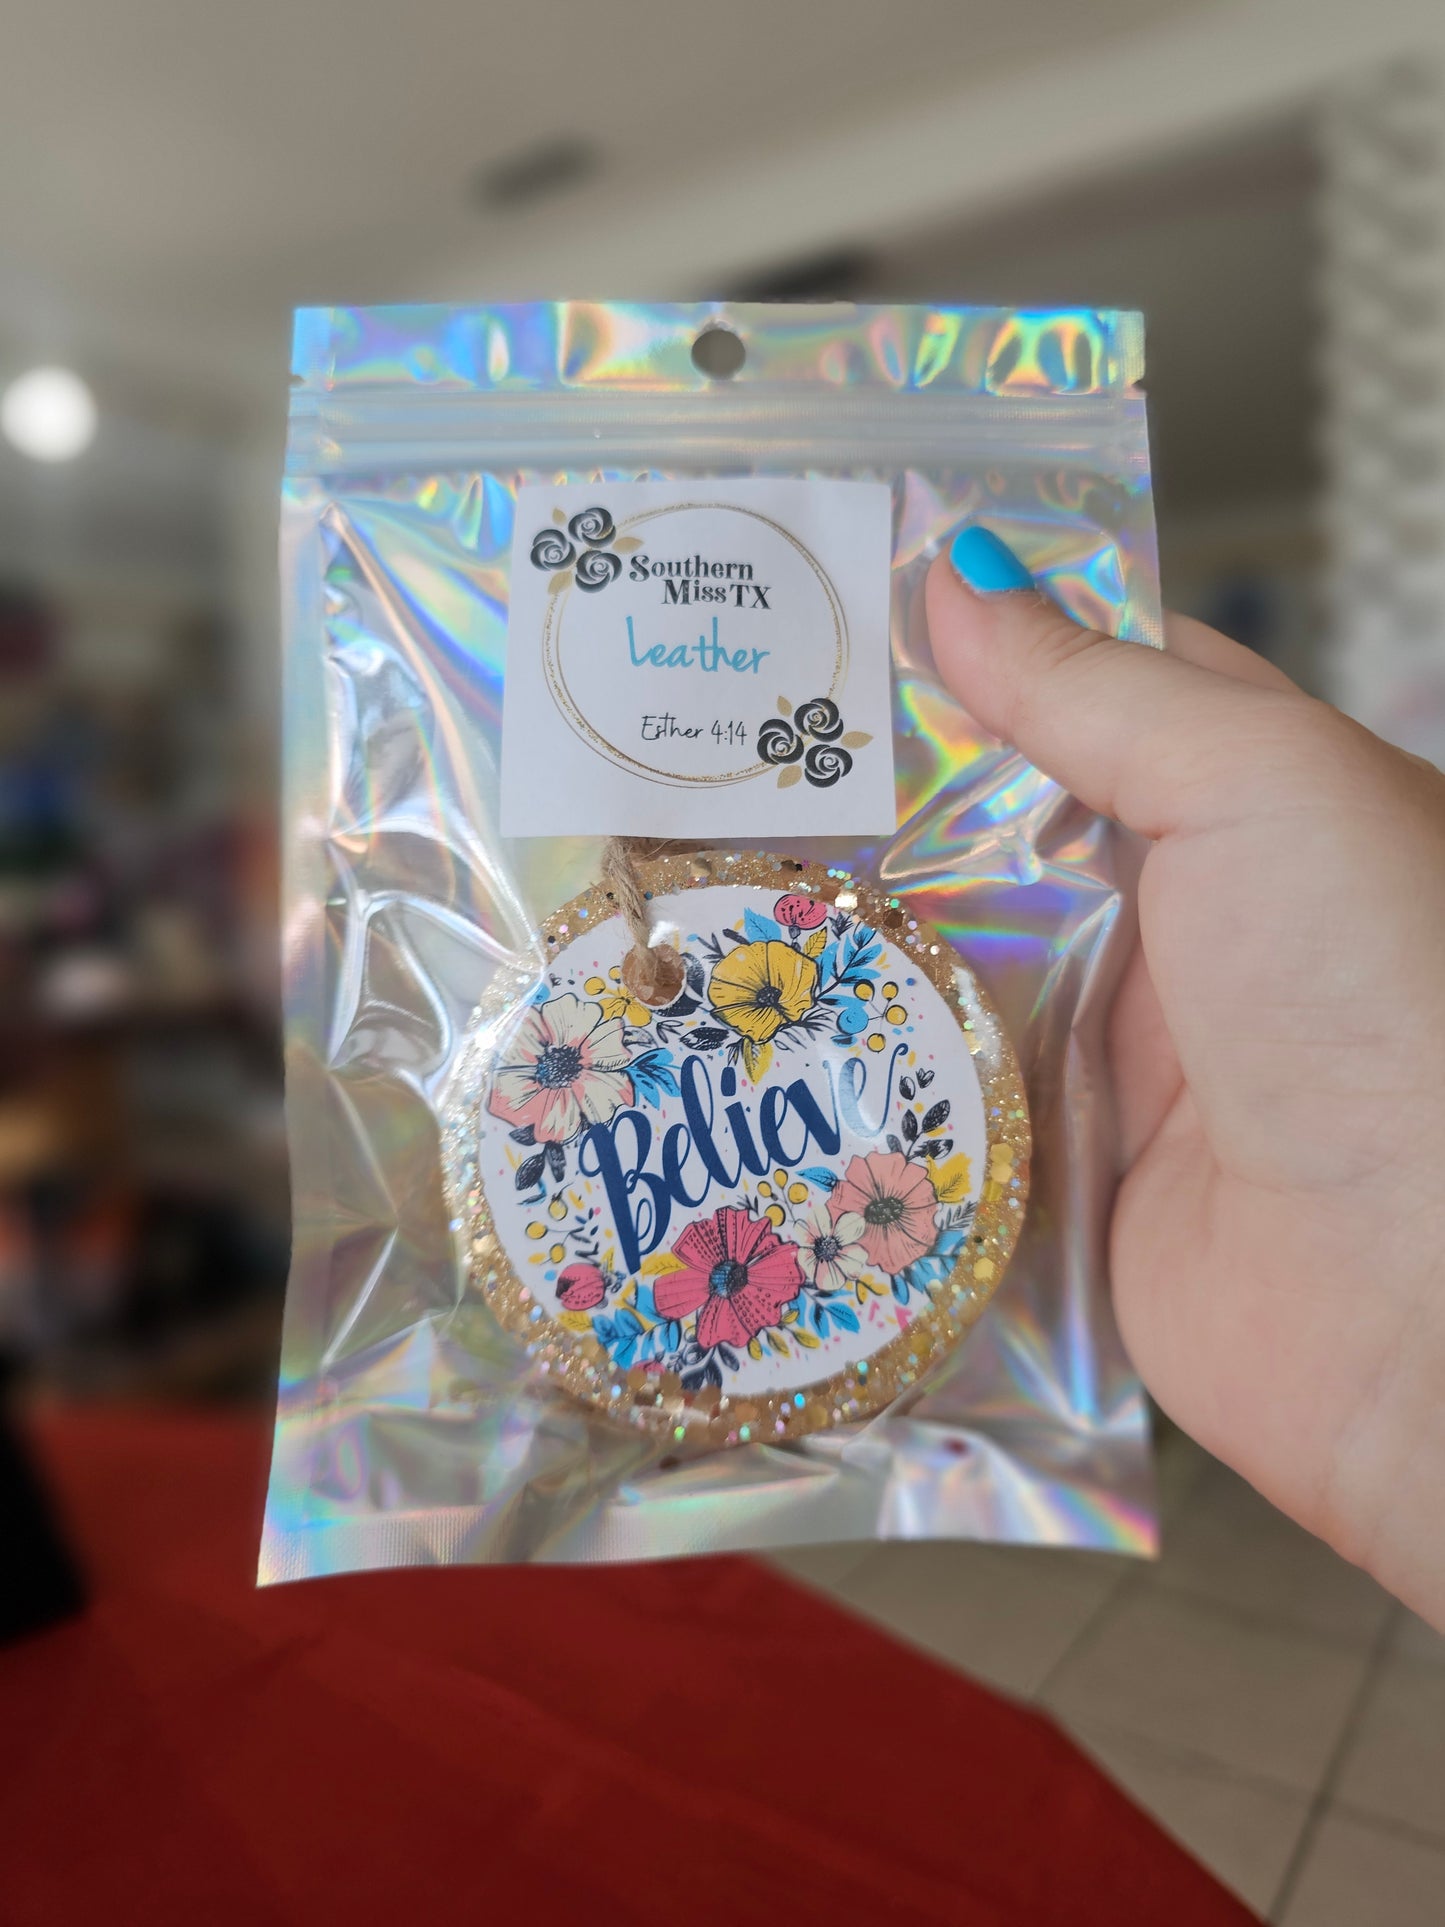 Southern
Miss TX
Leather
Esther 4:14
Believe